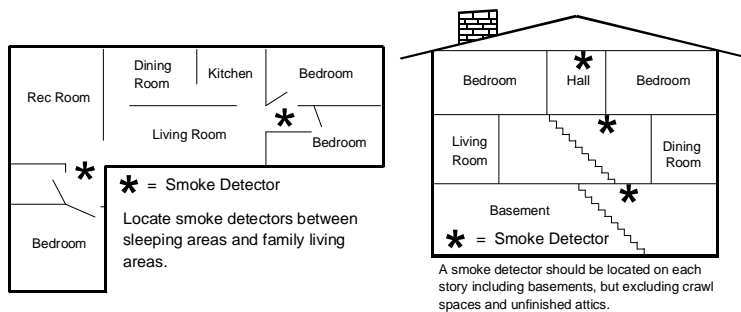 Rec Room
Dining
Room
Kitchen
Bedroom
Living Room
Bedroom
* = Smoke Detector
Locate smoke detectors between
sleeping areas and family living
areas.
Bedroom
Bedroom
Hall
Bedroom
Living
Room
Dining
Room
Basement
* = Smoke Detector
A smoke detector should be located on each
story including basements, but excluding crawl
spaces and unfinished attics.